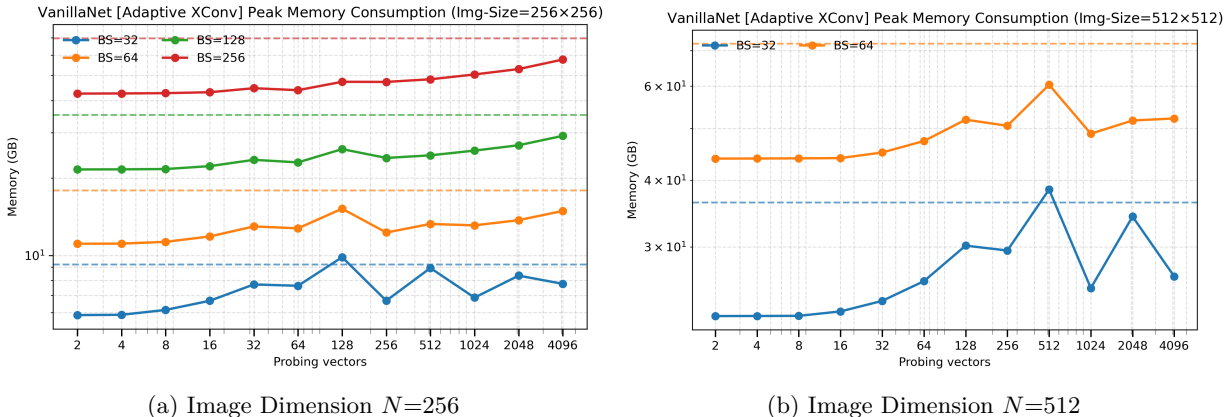 VanillaNet [Adaptive XConv] Peak Memory Consumption (Img-Size=256×256)
BS=32
BS=64
BS=128
BS=256
Memory (GB)
10¹
2 4 8 16 32 64 128 256 512 1024 2048 4096
Probing vectors
(a) Image Dimension N=256
VanillaNet [Adaptive XConv] Peak Memory Consumption (Img-Size=512×512)
BS=32 BS=64
Memory (GB)
6 × 10¹
4 × 10¹
3 × 10¹
2 4 8 16 32 64 128 256 512 1024 2048 4096
Probing vectors
(b) Image Dimension N=512